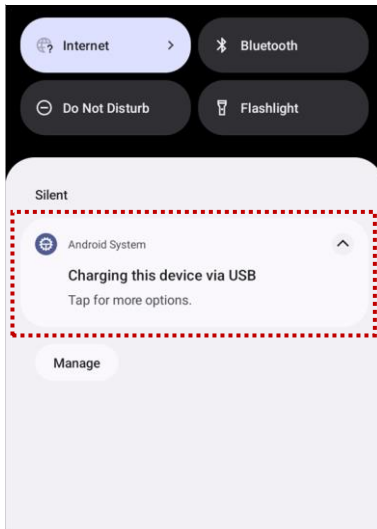 Internet
Bluetooth
Do Not Disturb
Flashlight
Silent
Android System
Charging this device via USB
Tap for more options.
Manage